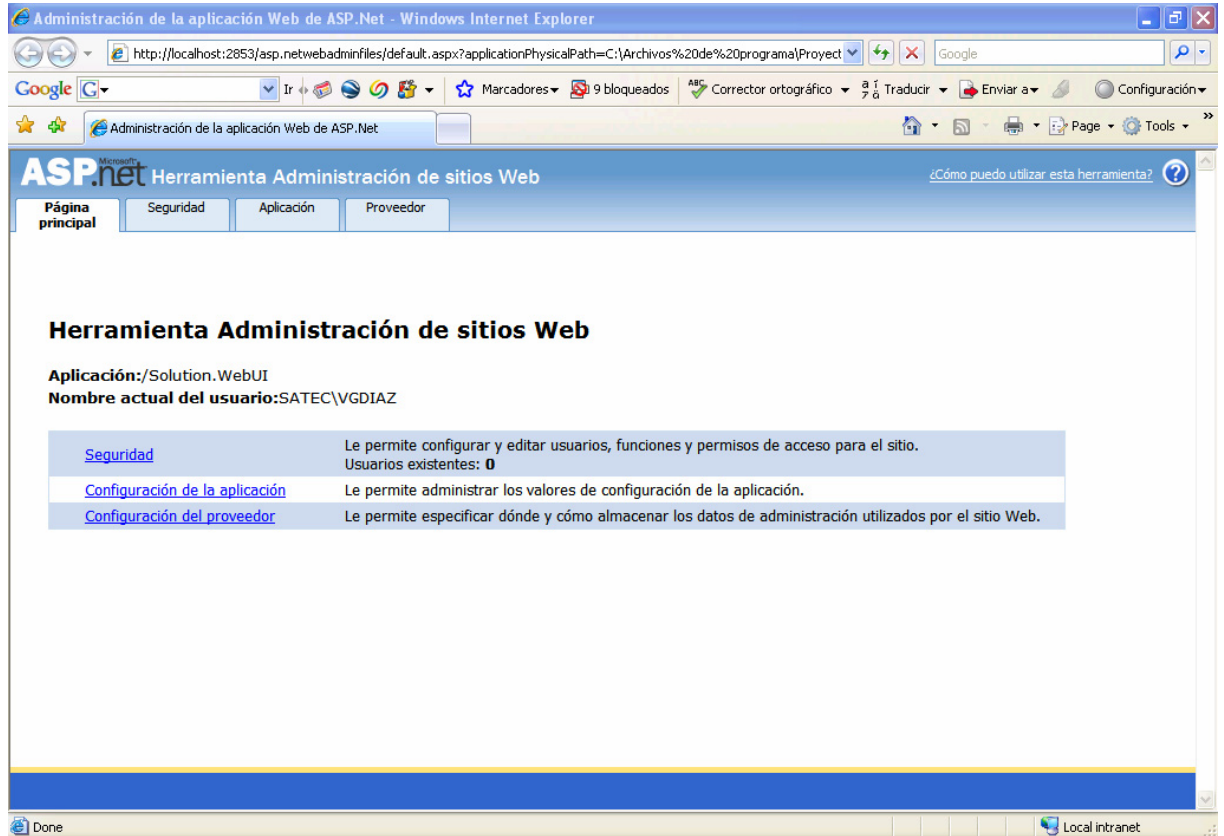 Administración de la aplicación Web de ASP.Net - Windows Internet Explorer
http://localhost:2853/asp.netwebadminfiles/default.aspx?applicationPhysicalPath=C:\Archivos%20de%20programa\Proyect
Google
Google G Ir Marcadores 9 bloqueados ABC Corrector ortográfico Traducir Enviar a Configuración
Administración de la aplicación Web de ASP.Net
Page Tools »
Microsoft
ASP.net Herramienta Administración de sitios Web
¿Cómo puedo utilizar esta herramienta? ?
Página principal
Seguridad
Aplicación
Proveedor
Herramienta Administración de sitios Web
Aplicación:/Solution.WebUI
Nombre actual del usuario:SATEC\VGDIAZ
Seguridad
Le permite configurar y editar usuarios, funciones y permisos de acceso para el sitio.
Usuarios existentes: 0
Configuración de la aplicación
Le permite administrar los valores de configuración de la aplicación.
Configuración del proveedor
Le permite especificar dónde y cómo almacenar los datos de administración utilizados por el sitio Web.
Done
Local intranet